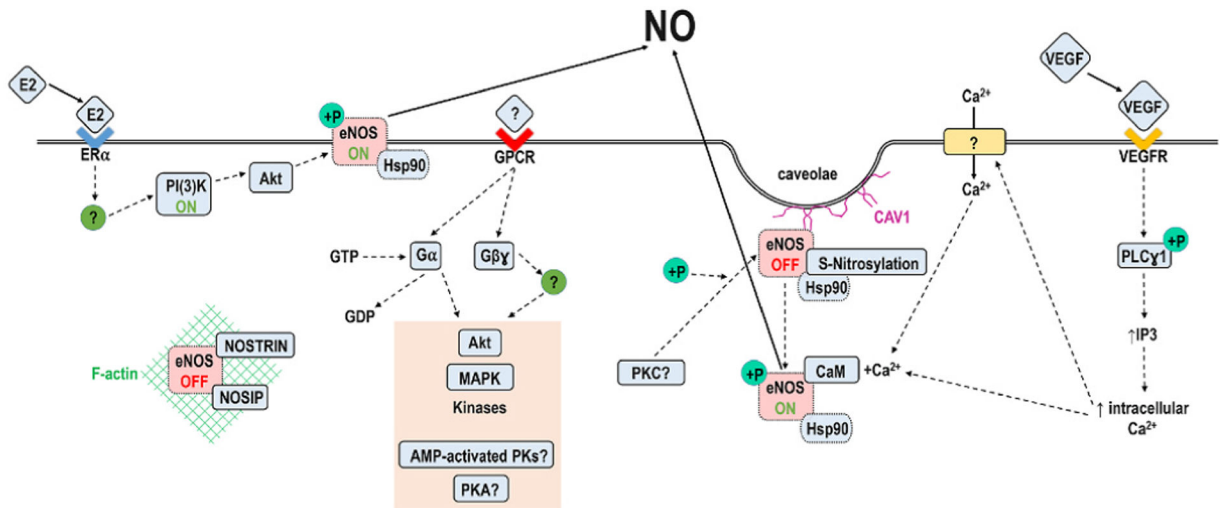 NO
E2
E2
ERα
?
PI(3)K
ON
Akt
+P
eNOS
ON
Hsp90
?
GPCR
GTP
Gα
GDP
Gβɣ
?
Akt
MAPK
Kinases
AMP-activated PKs?
PKA?
F-actin
eNOS
OFF
NOSTRIN
NOSIP
caveolae
CAV1
eNOS
OFF
S-Nitrosylation
Hsp90
+P
PKC?
+P
eNOS
ON
CaM
+Ca²⁺
Hsp90
Ca²⁺
?
Ca²⁺
VEGF
VEGF
VEGFR
PLCɣ1
+P
↑IP3
↑ intracellular
Ca²⁺